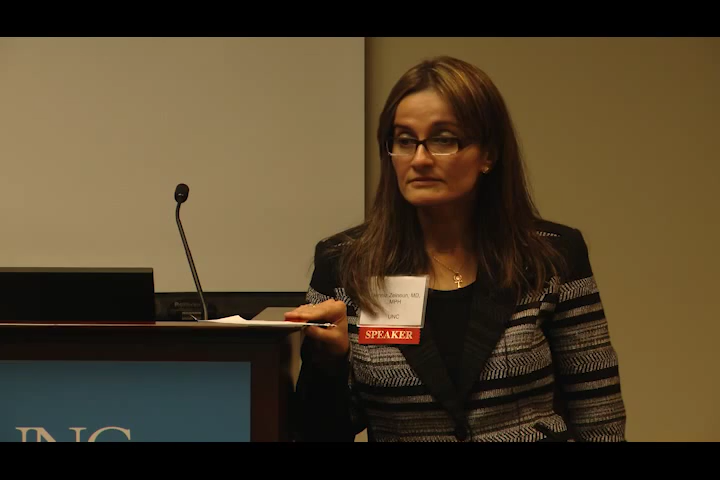 MD,
MPH
UNC
SPEAKER
UNC